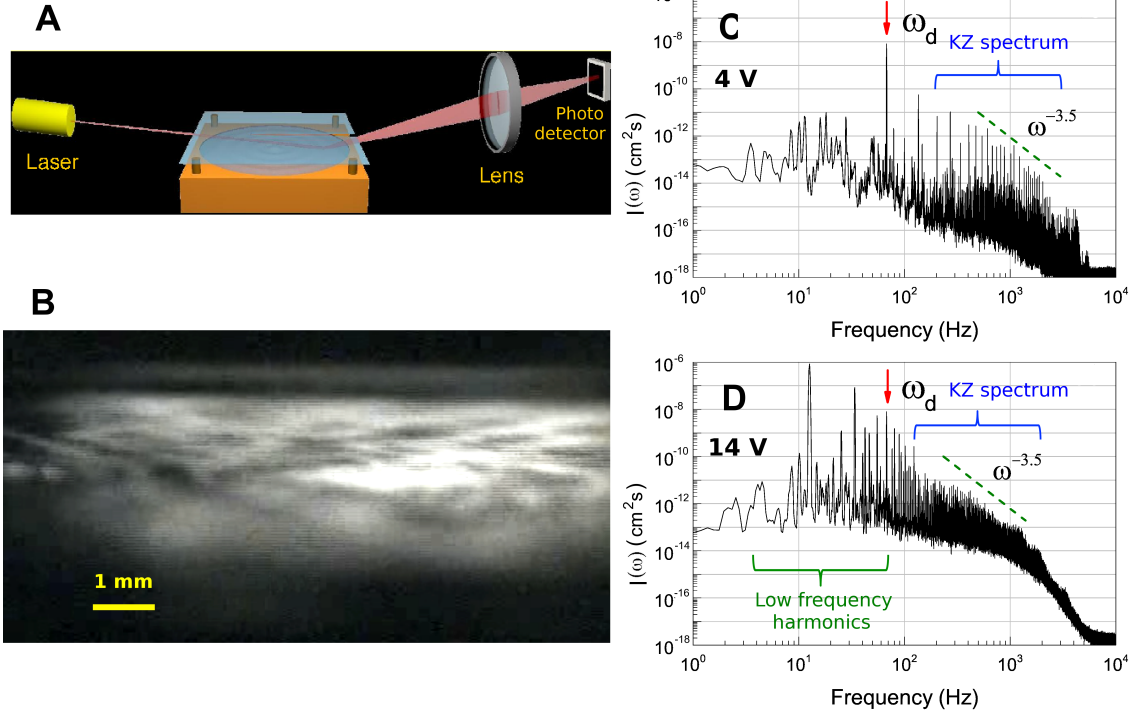 A
Laser
Lens
Photo
detector
B
1 mm
C
4 V
ωd
KZ spectrum
ω−3.5
I(ω) (cm2s)
10-8
10-10
10-12
10-14
10-16
10-18
100
101
102
103
104
Frequency (Hz)
D
14 V
ωd
KZ spectrum
ω−3.5
Low frequency
harmonics
I(ω) (cm2s)
10-6
10-8
10-10
10-12
10-14
10-16
10-18
100
101
102
103
104
Frequency (Hz)